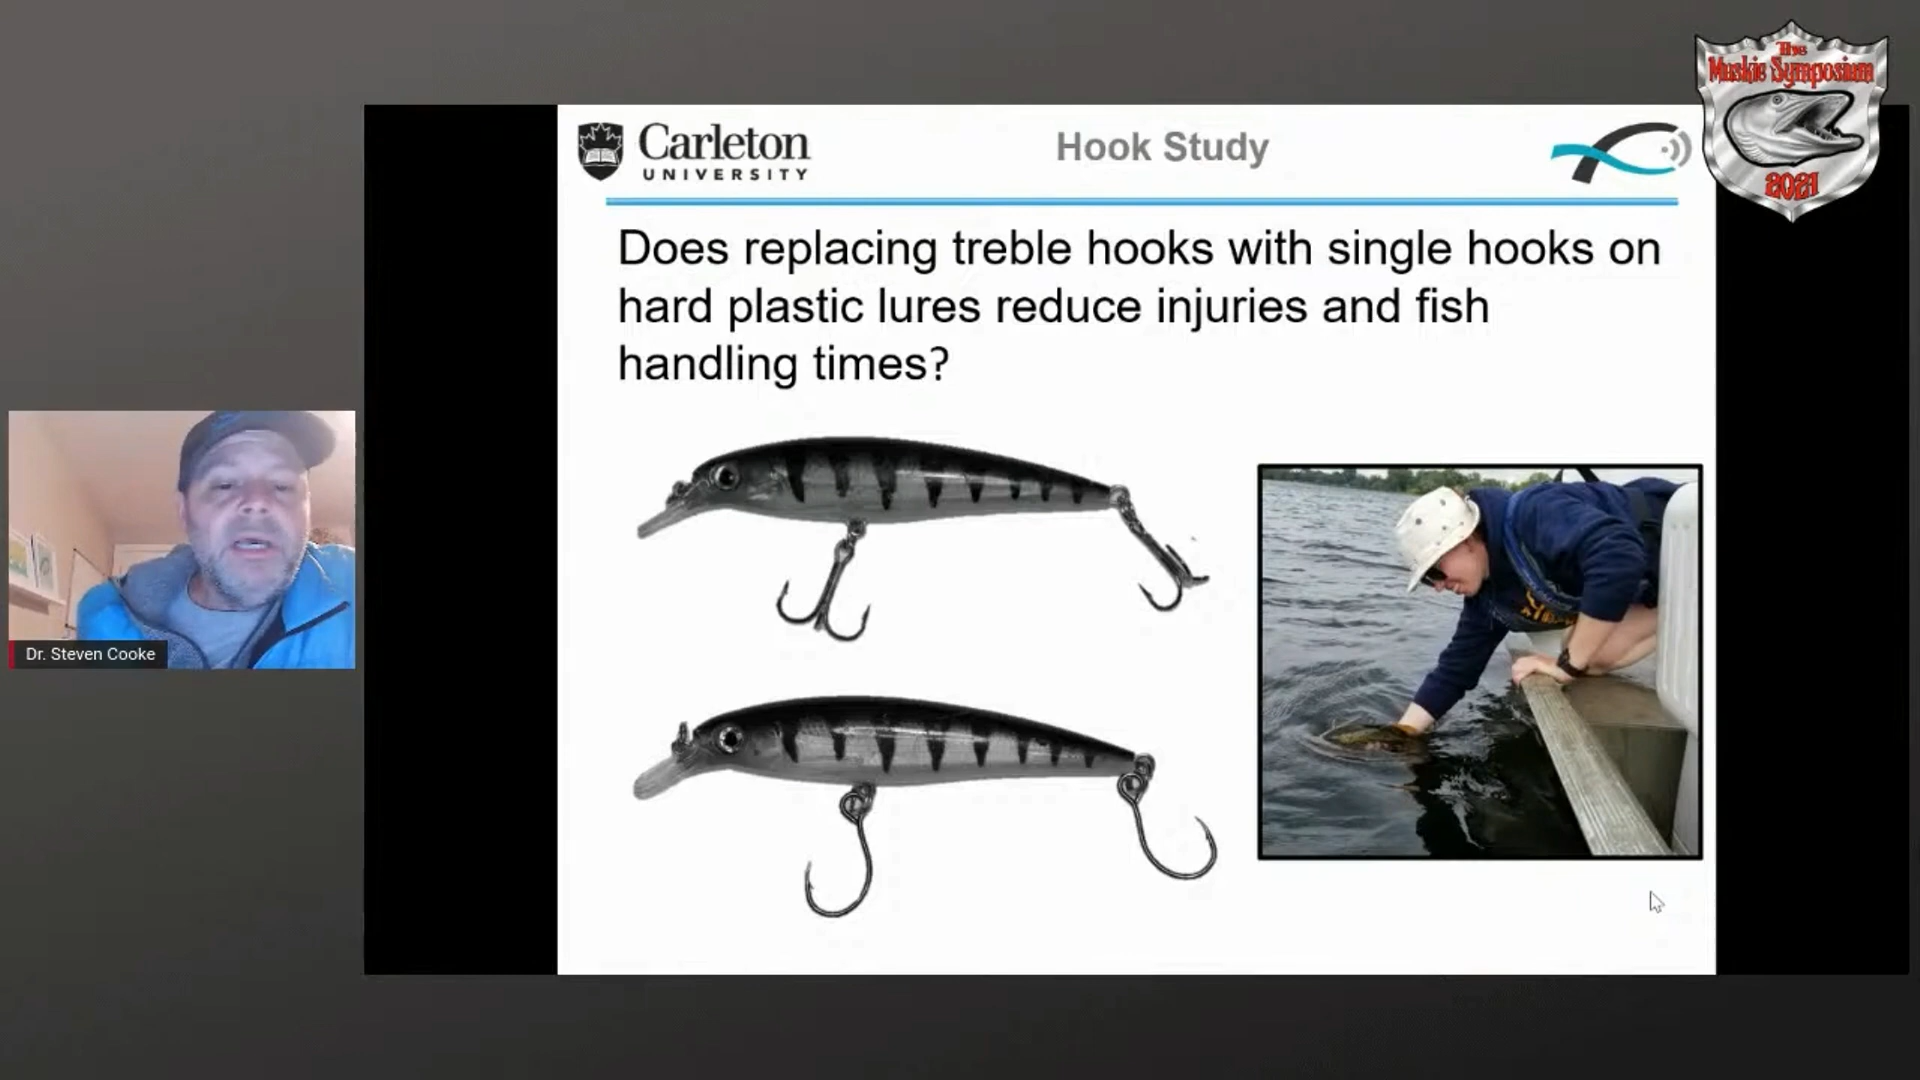 The
Muskie Symposium
2021
Carleton
UNIVERSITY
Hook Study
Does replacing treble hooks with single hooks on
hard plastic lures reduce injuries and fish
handling times?
Dr. Steven Cooke